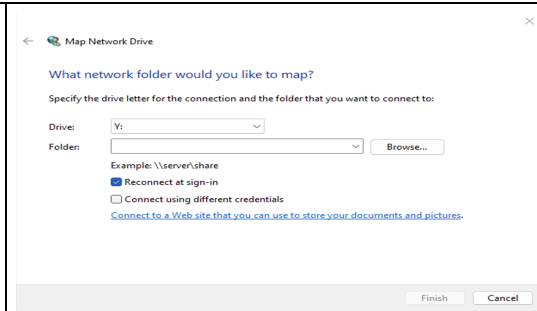 Map Network Drive
What network folder would you like to map?
Specify the drive letter for the connection and the folder that you want to connect to:
Drive: Y:
Folder: Browse...
Example: \\server\share
Reconnect at sign-in
Connect using different credentials
Connect to a Web site that you can use to store your documents and pictures.
Finish Cancel